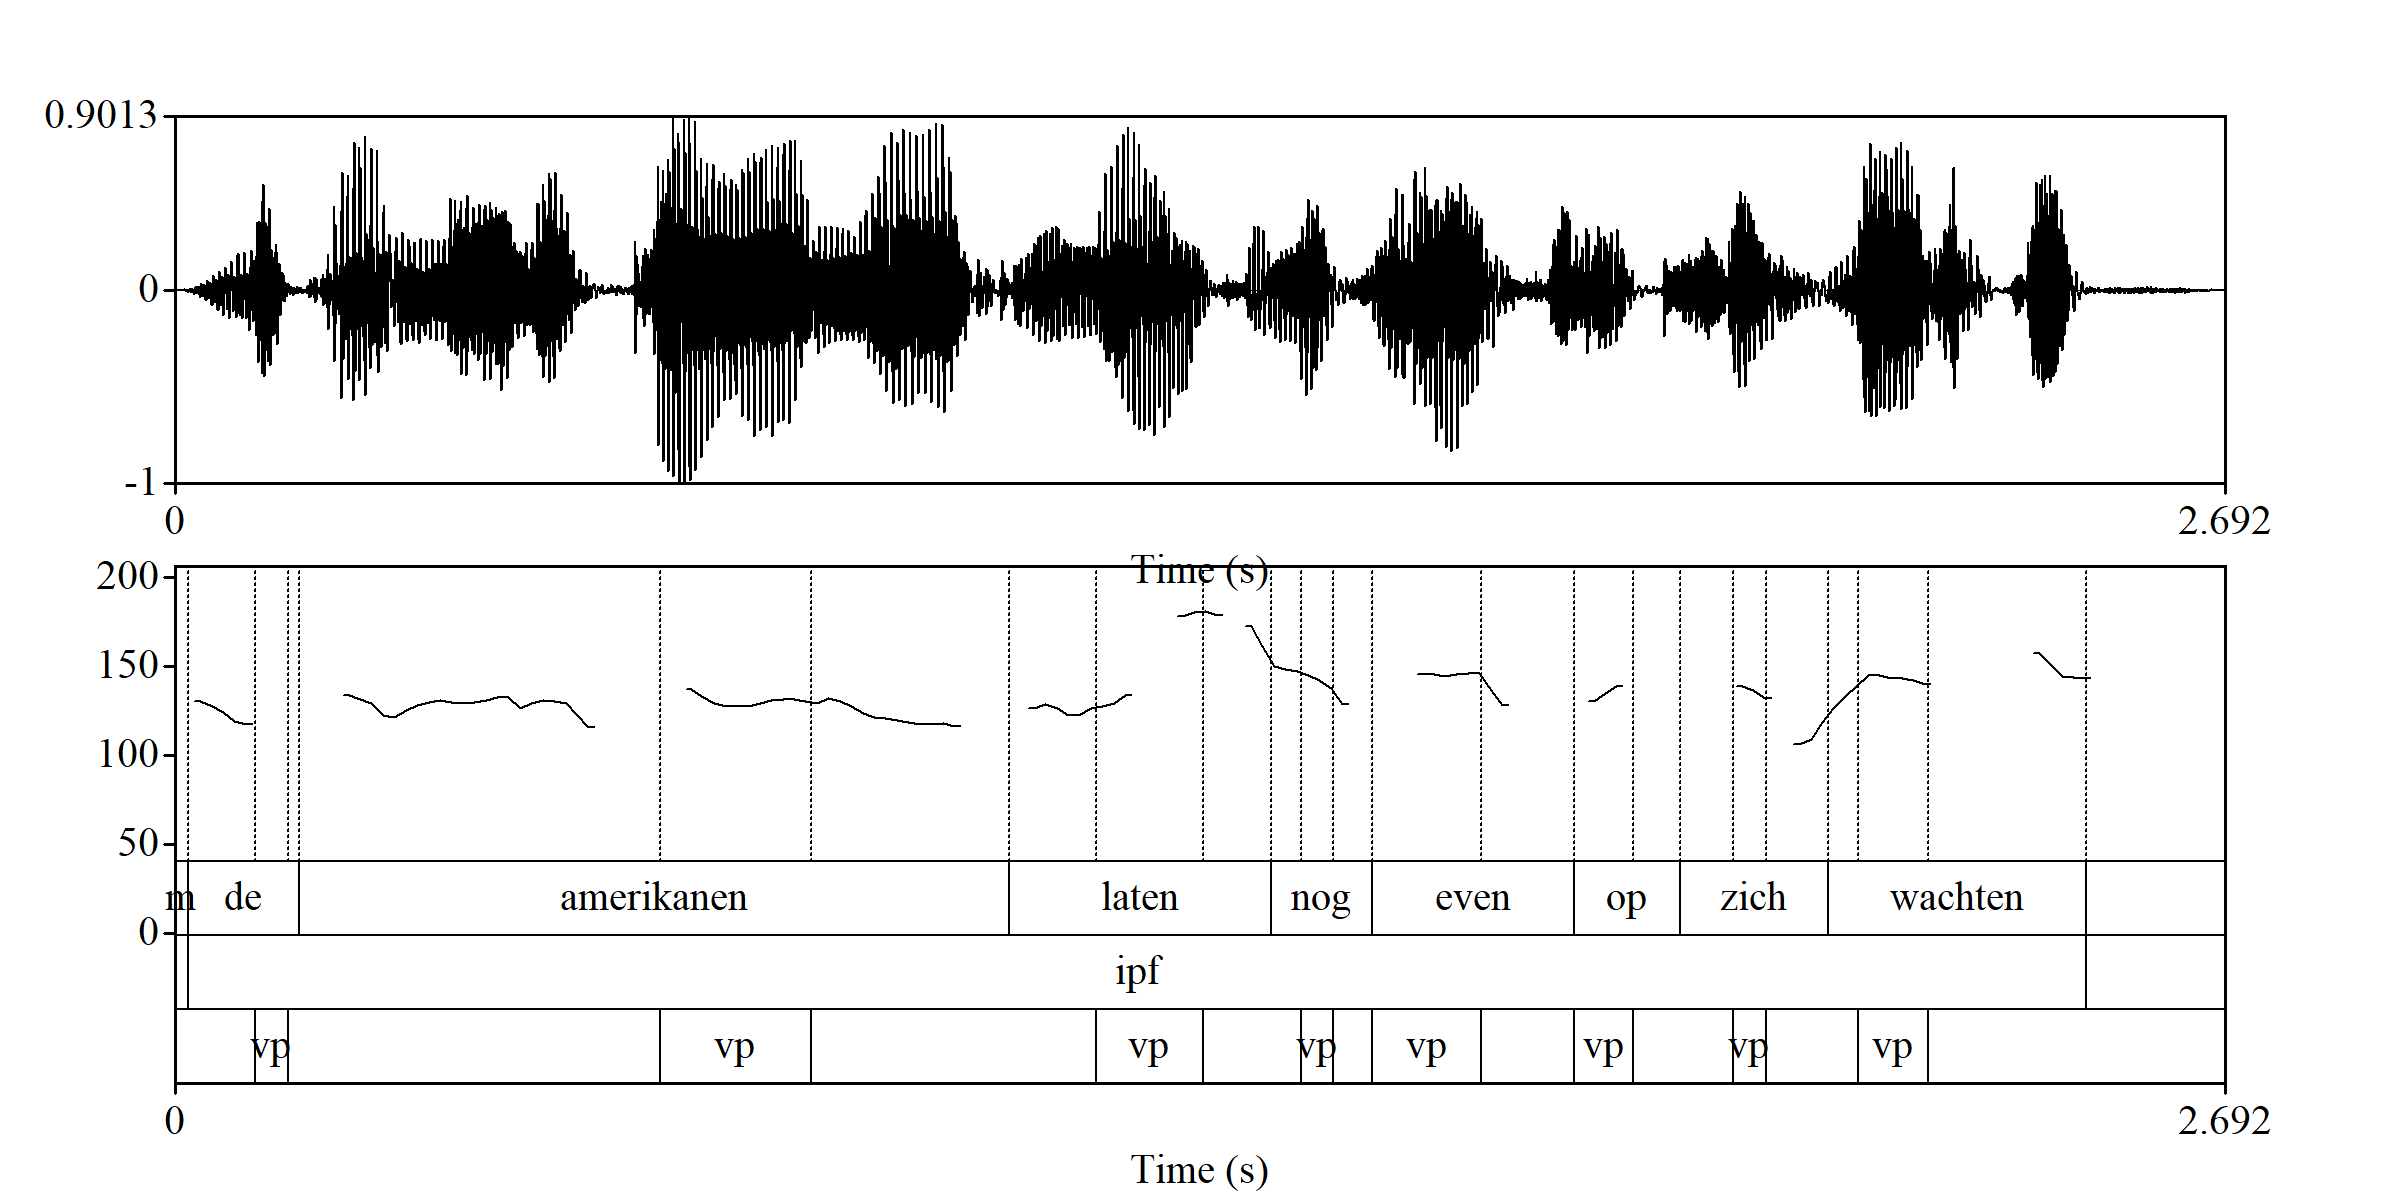 0.9013
0
-1
0 2.692
Time (s)
200
150
100
50
0
m de amerikanen laten nog even op zich wachten
ipf
vp vp vp vp vp vp vp vp
0 2.692
Time (s)